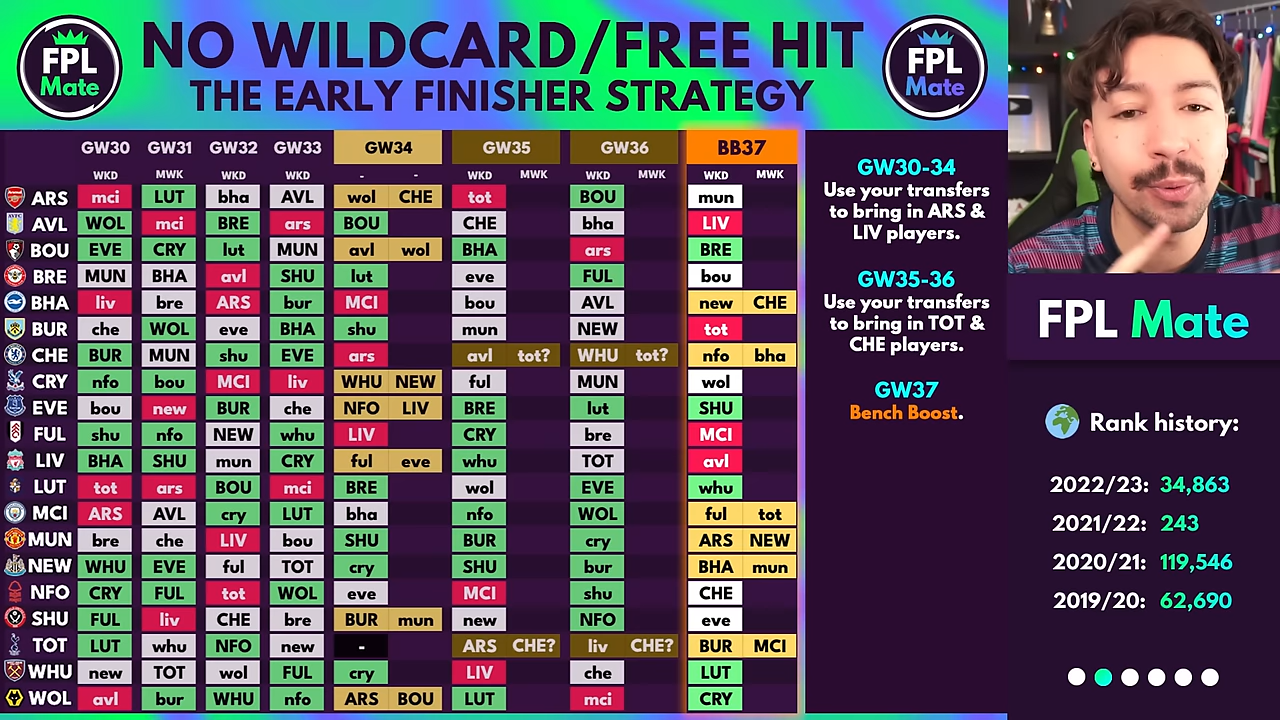 FPL Mate
NO WILDCARD/FREE HIT
THE EARLY FINISHER STRATEGY
FPL Mate
GW30 GW31 GW32 GW33 GW34 GW35 GW36 BB37
WKD MWK WKD WKD - - WKD MWK WKD MWK WKD MWK
ARS mci LUT bha AVL wol CHE tot BOU mun
AVL WOL mci BRE ars BOU CHE bha LIV
BOU EVE CRY lut MUN avl wol BHA ars BRE
BRE MUN BHA avl SHU lut eve FUL bou
BHA liv bre ARS bur MCI bou AVL new CHE
BUR che WOL eve BHA shu mun NEW tot
CHE BUR MUN shu EVE ars avl tot? WHU tot? nfo bha
CRY nfo bou MCI liv WHU NEW ful MUN wol
EVE bou new BUR che NFO LIV BRE lut SHU
FUL shu nfo NEW whu LIV CRY bre MCI
LIV BHA SHU mun CRY ful eve whu TOT avl
LUT tot ars BOU mci BRE wol EVE whu
MCI ARS AVL cry LUT bha nfo WOL ful tot
MUN bre che LIV bou SHU BUR cry ARS NEW
NEW WHU EVE ful TOT cry SHU bur BHA mun
NFO CRY FUL tot WOL eve MCI shu CHE
SHU FUL liv CHE bre BUR mun new NFO eve
TOT LUT whu NFO new - ARS CHE? liv CHE? BUR MCI
WHU new TOT wol FUL cry LIV che LUT
WOL avl bur WHU nfo ARS BOU LUT mci CRY
GW30-34
Use your transfers
to bring in ARS &
LIV players.
GW35-36
Use your transfers
to bring in TOT &
CHE players.
GW37
Bench Boost.
FPL Mate
Rank history:
2022/23: 34,863
2021/22: 243
2020/21: 119,546
2019/20: 62,690